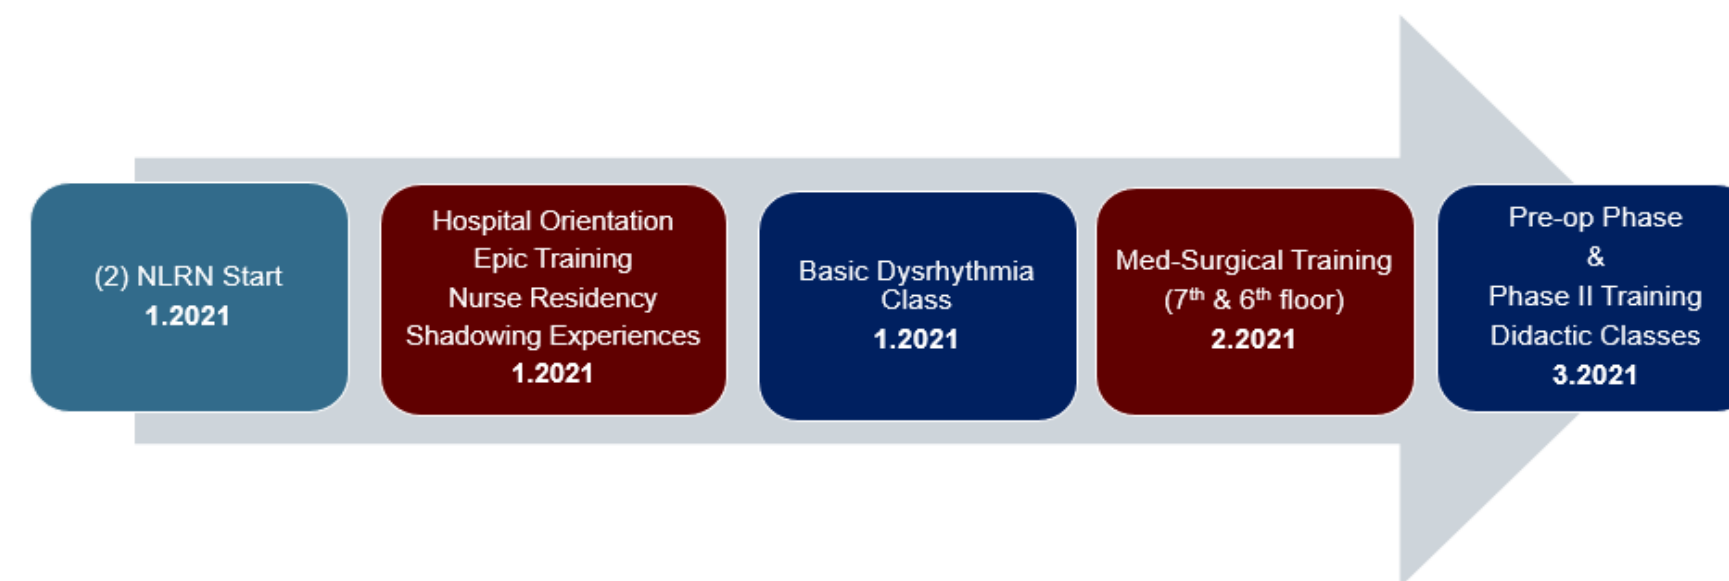 (2) NLRN Start
1.2021
Hospital Orientation
Epic Training
Nurse Residency
Shadowing Experiences
1.2021
Basic Dysrhythmia
Class
1.2021
Med-Surgical Training
(7th & 6th floor)
2.2021
Pre-op Phase
&
Phase II Training
Didactic Classes
3.2021